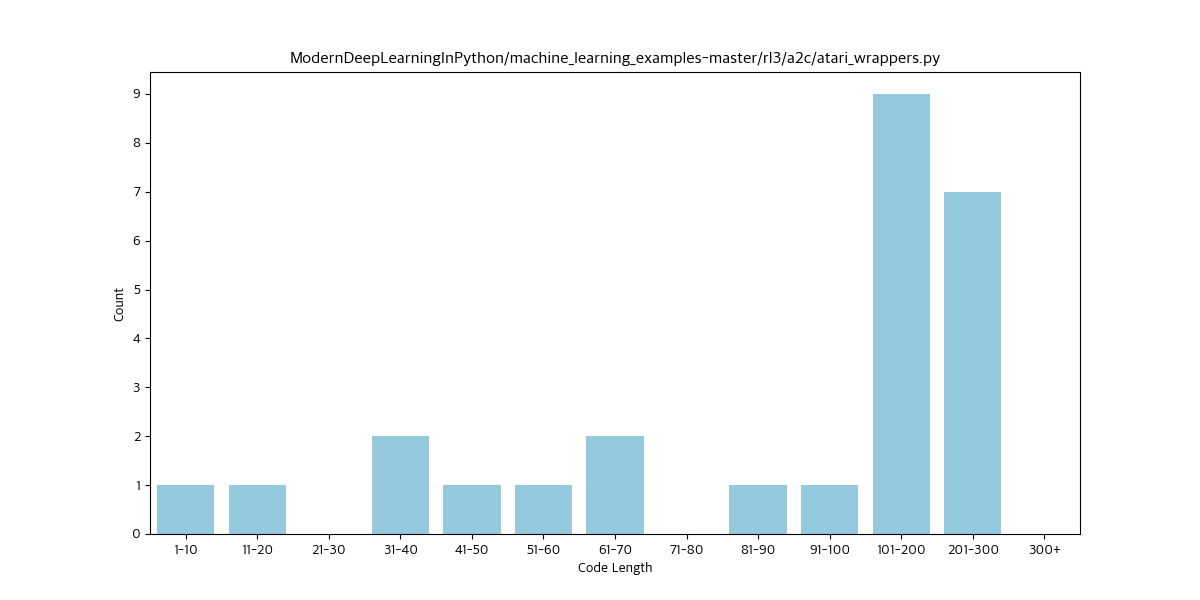 ModernDeepLearningInPython/machine_learning_examples-master/rl3/a2c/atari_wrappers.py
9
8
7
6
5
4
3
2
1
0
Count
1-10 11-20 21-30 31-40 41-50 51-60 61-70 71-80 81-90 91-100 101-200 201-300 300+
Code Length